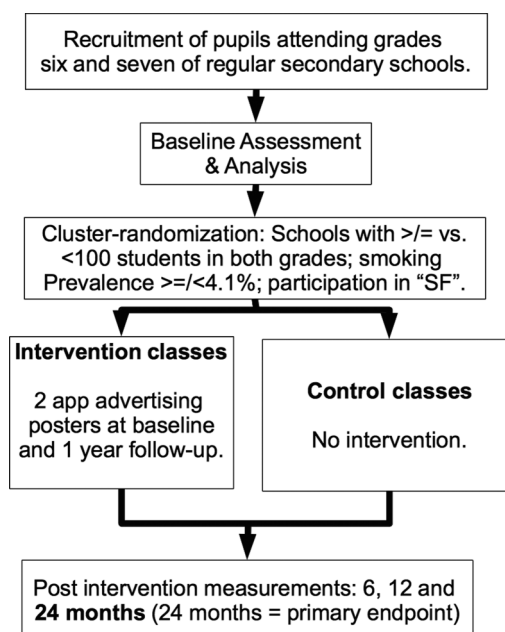 Recruitment of pupils attending grades
six and seven of regular secondary schools.
Baseline Assessment
& Analysis
Cluster-randomization: Schools with >/= vs.
<100 students in both grades; smoking
Prevalence >=/<4.1%; participation in “SF”.
Intervention classes
2 app advertising
posters at baseline
and 1 year follow-up.
Control classes
No intervention.
Post intervention measurements: 6, 12 and
24 months (24 months = primary endpoint)